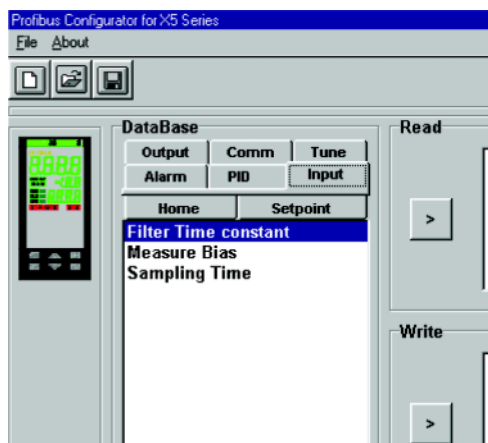 Profibus Configurator for X5 Series
File About
DataBase
Output Comm Tune
Alarm PID Input
Home Setpoint
Filter Time constant
Measure Bias
Sampling Time
Read
>
Write
>